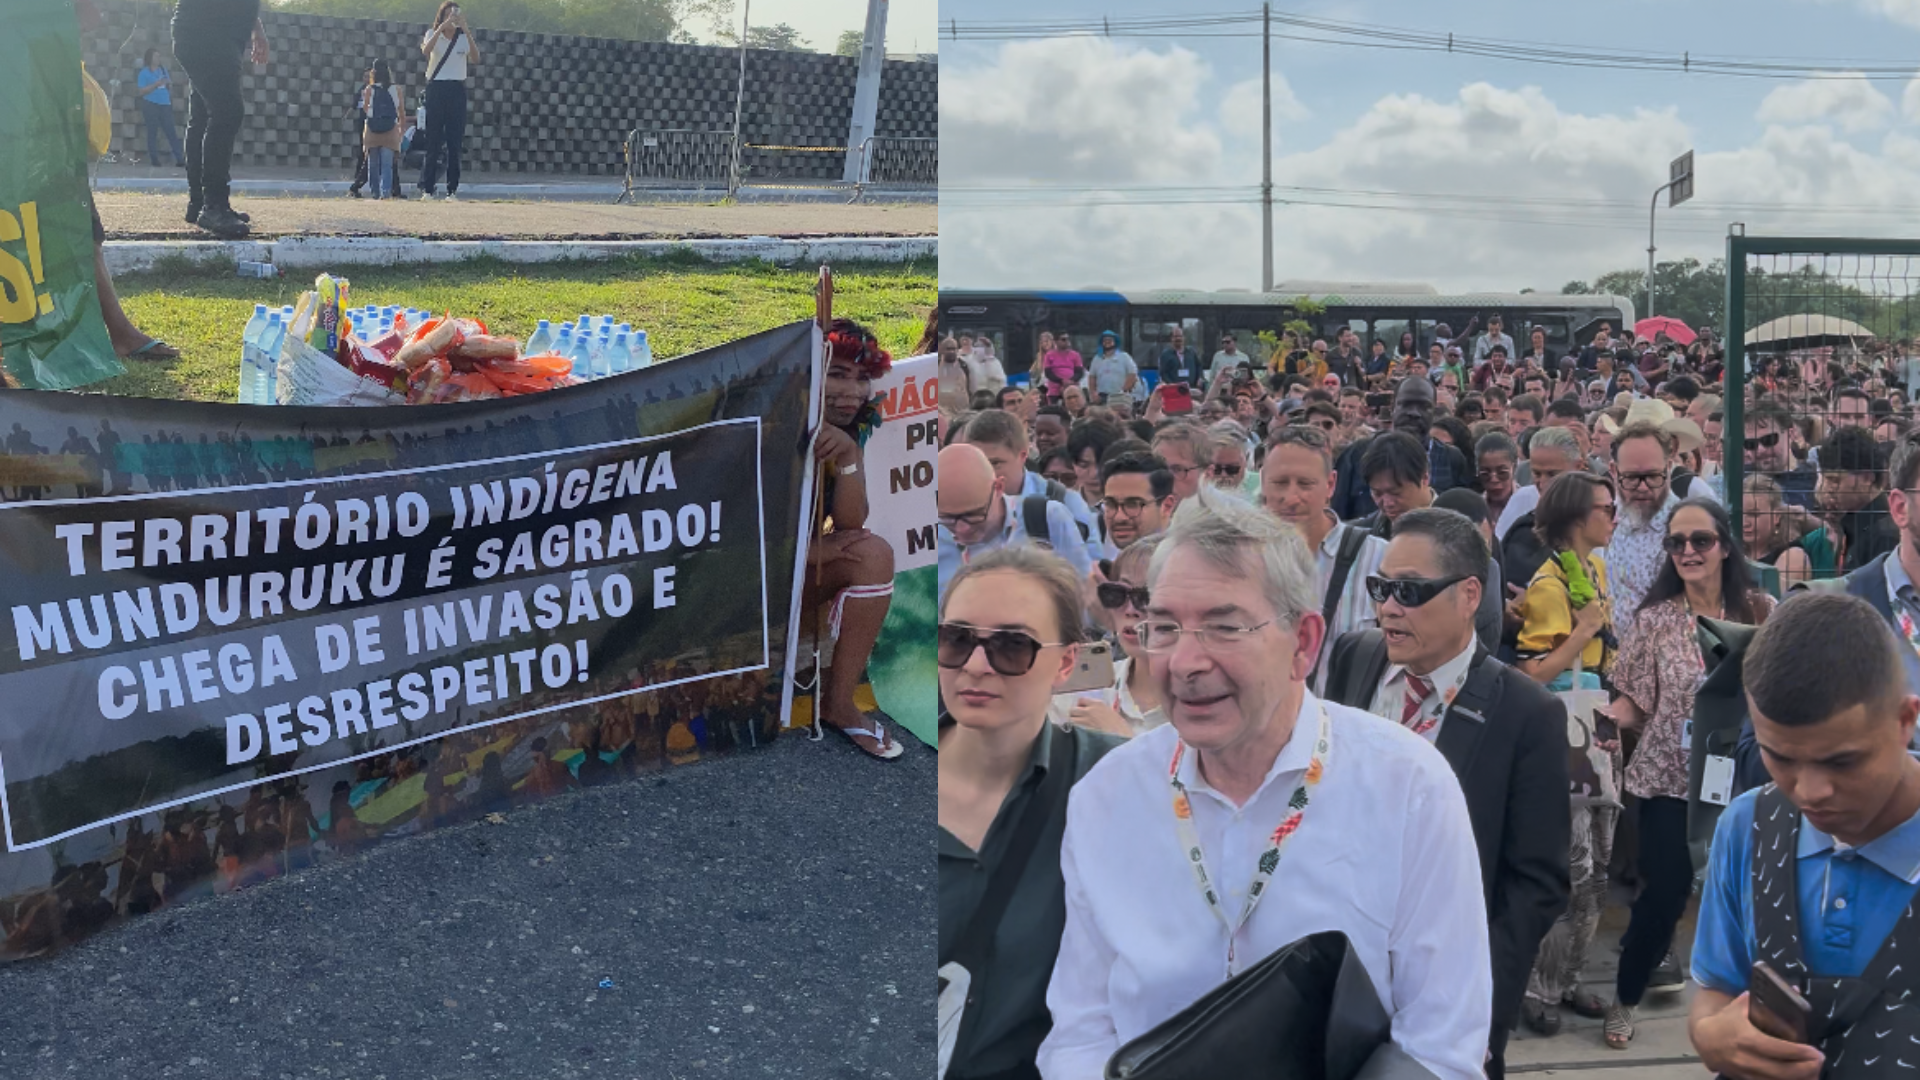 S!
TERRITÓRIO INDÍGENA
MUNDURUKU É SAGRADO!
CHEGA DE INVASÃO E
DESRESPEITO!
NÃO
PR
NO
M